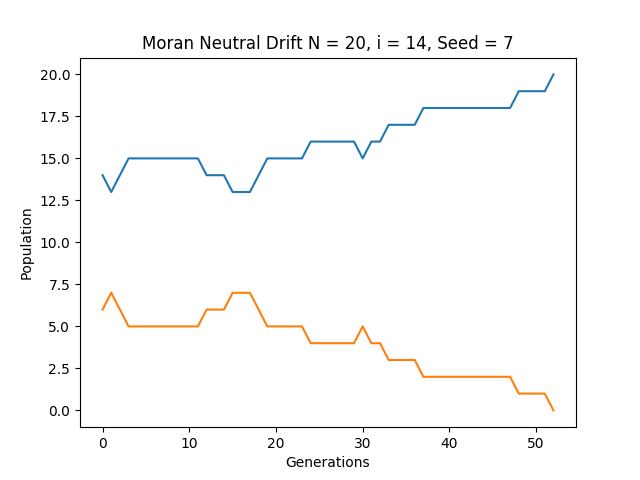 Moran Neutral Drift N = 20, i = 14, Seed = 7
20.0
17.5
15.0
12.5
10.0
7.5
5.0
2.5
0.0
Population
0 10 20 30 40 50
Generations